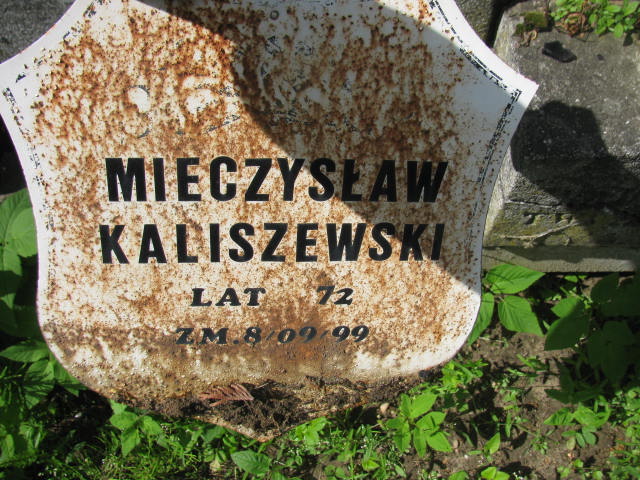 MIECZYSŁAW
KALISZEWSKI
LAT 72
ZM. 8/09/99